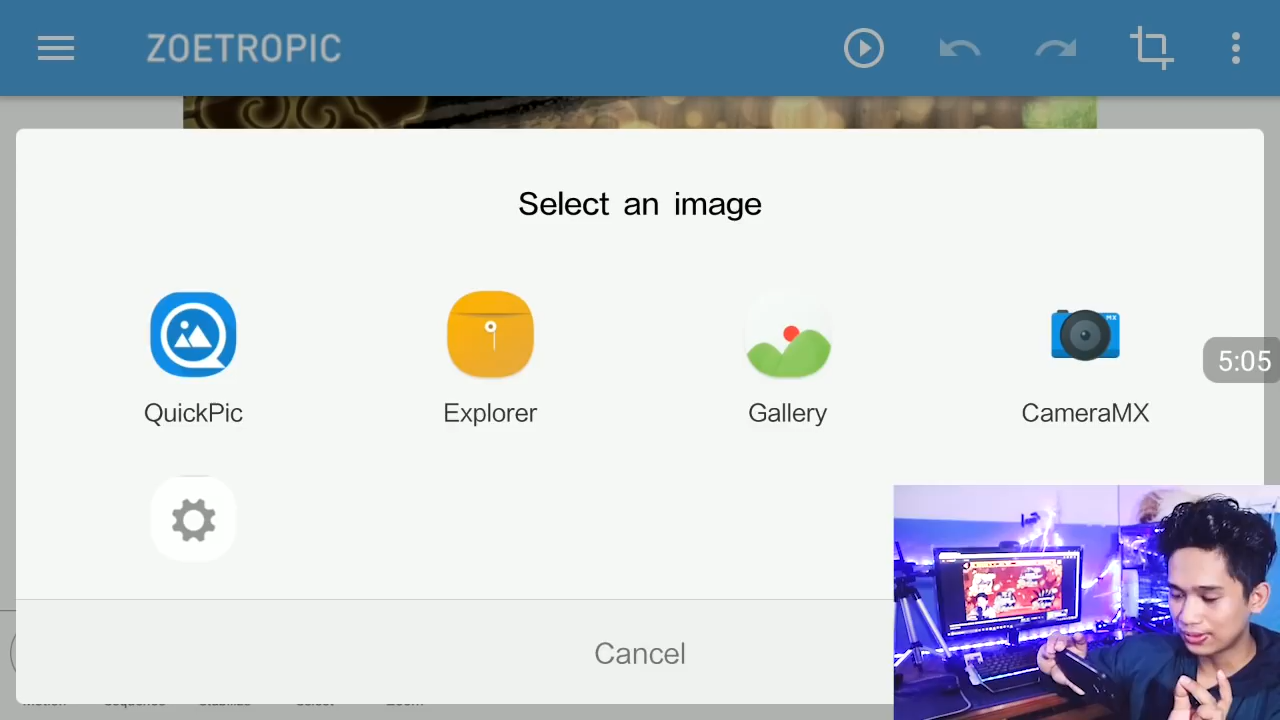 ZOETROPIC
Select an image
QuickPic
Explorer
Gallery
CameraMX
5:05
Cancel